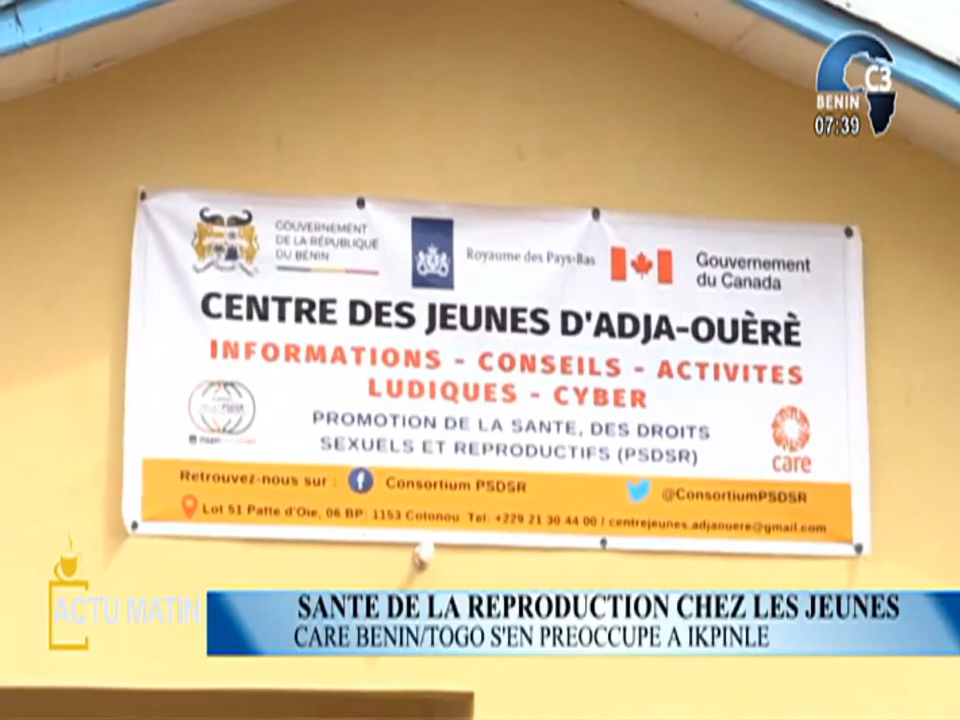 C3
BENIN
07:39
GOUVERNEMENT
DE LA RÉPUBLIQUE
DU BÉNIN
Royaume des Pays-Bas
Gouvernement
du Canada
CENTRE DES JEUNES D'ADJA-OUÈRÈ
INFORMATIONS - CONSEILS - ACTIVITES
LUDIQUES - CYBER
PROMOTION DE LA SANTE, DES DROITS
SEXUELS ET REPRODUCTIFS (PSDSR)
care
Retrouvez-nous sur : Consortium PSDSR @ConsortiumPSDSR
Lot 51 Patte d'Oie, 06 BP: 1153 Cotonou Tel: +229 21 30 44 00 / centrejeunes.adjaouere@gmail.com
ACTU MATIN
SANTE DE LA REPRODUCTION CHEZ LES JEUNES
CARE BENIN/TOGO S'EN PREOCCUPE A IKPINLE